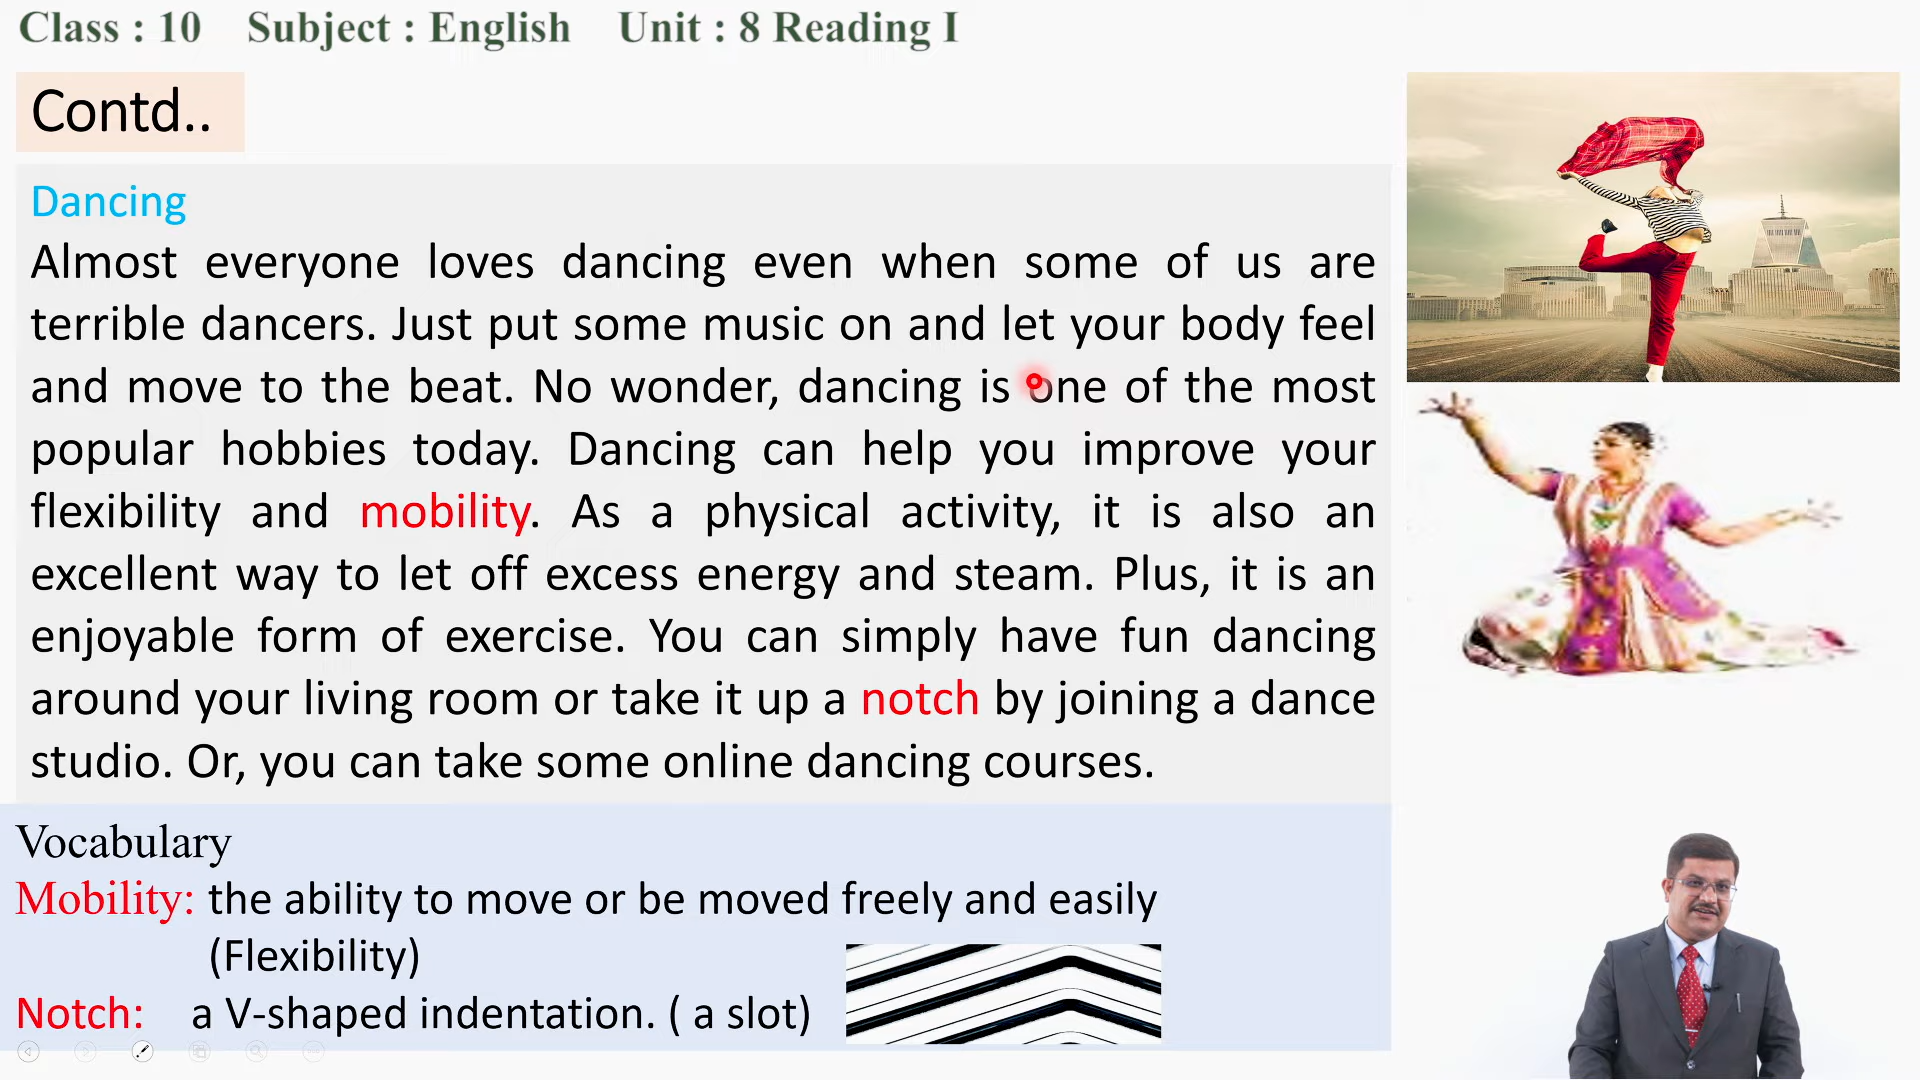 Class : 10 Subject : English Unit : 8 Reading I
Contd..
Dancing
Almost everyone loves dancing even when some of us are
terrible dancers. Just put some music on and let your body feel
and move to the beat. No wonder, dancing is one of the most
popular hobbies today. Dancing can help you improve your
flexibility and mobility. As a physical activity, it is also an
excellent way to let off excess energy and steam. Plus, it is an
enjoyable form of exercise. You can simply have fun dancing
around your living room or take it up a notch by joining a dance
studio. Or, you can take some online dancing courses.
Vocabulary
Mobility: the ability to move or be moved freely and easily
(Flexibility)
Notch: a V-shaped indentation. ( a slot)